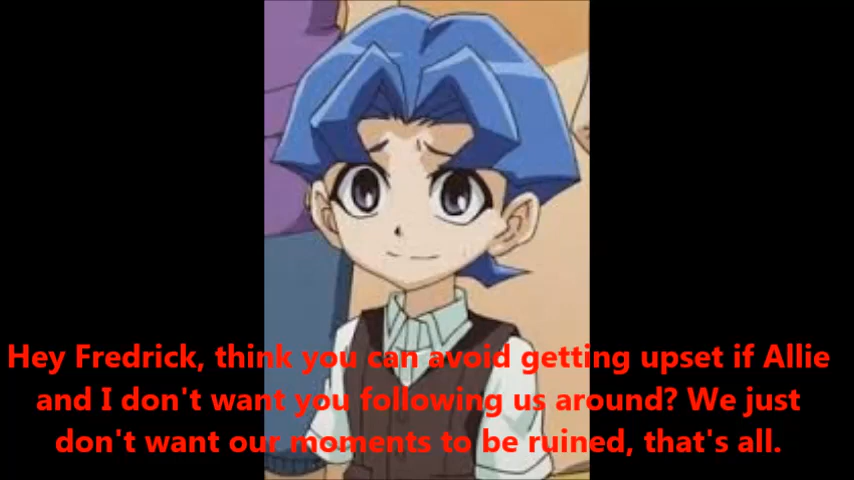 Hey Fredrick, think you can avoid getting upset if Allie
and I don't want you following us around? We just
don't want our moments to be ruined, that's all.